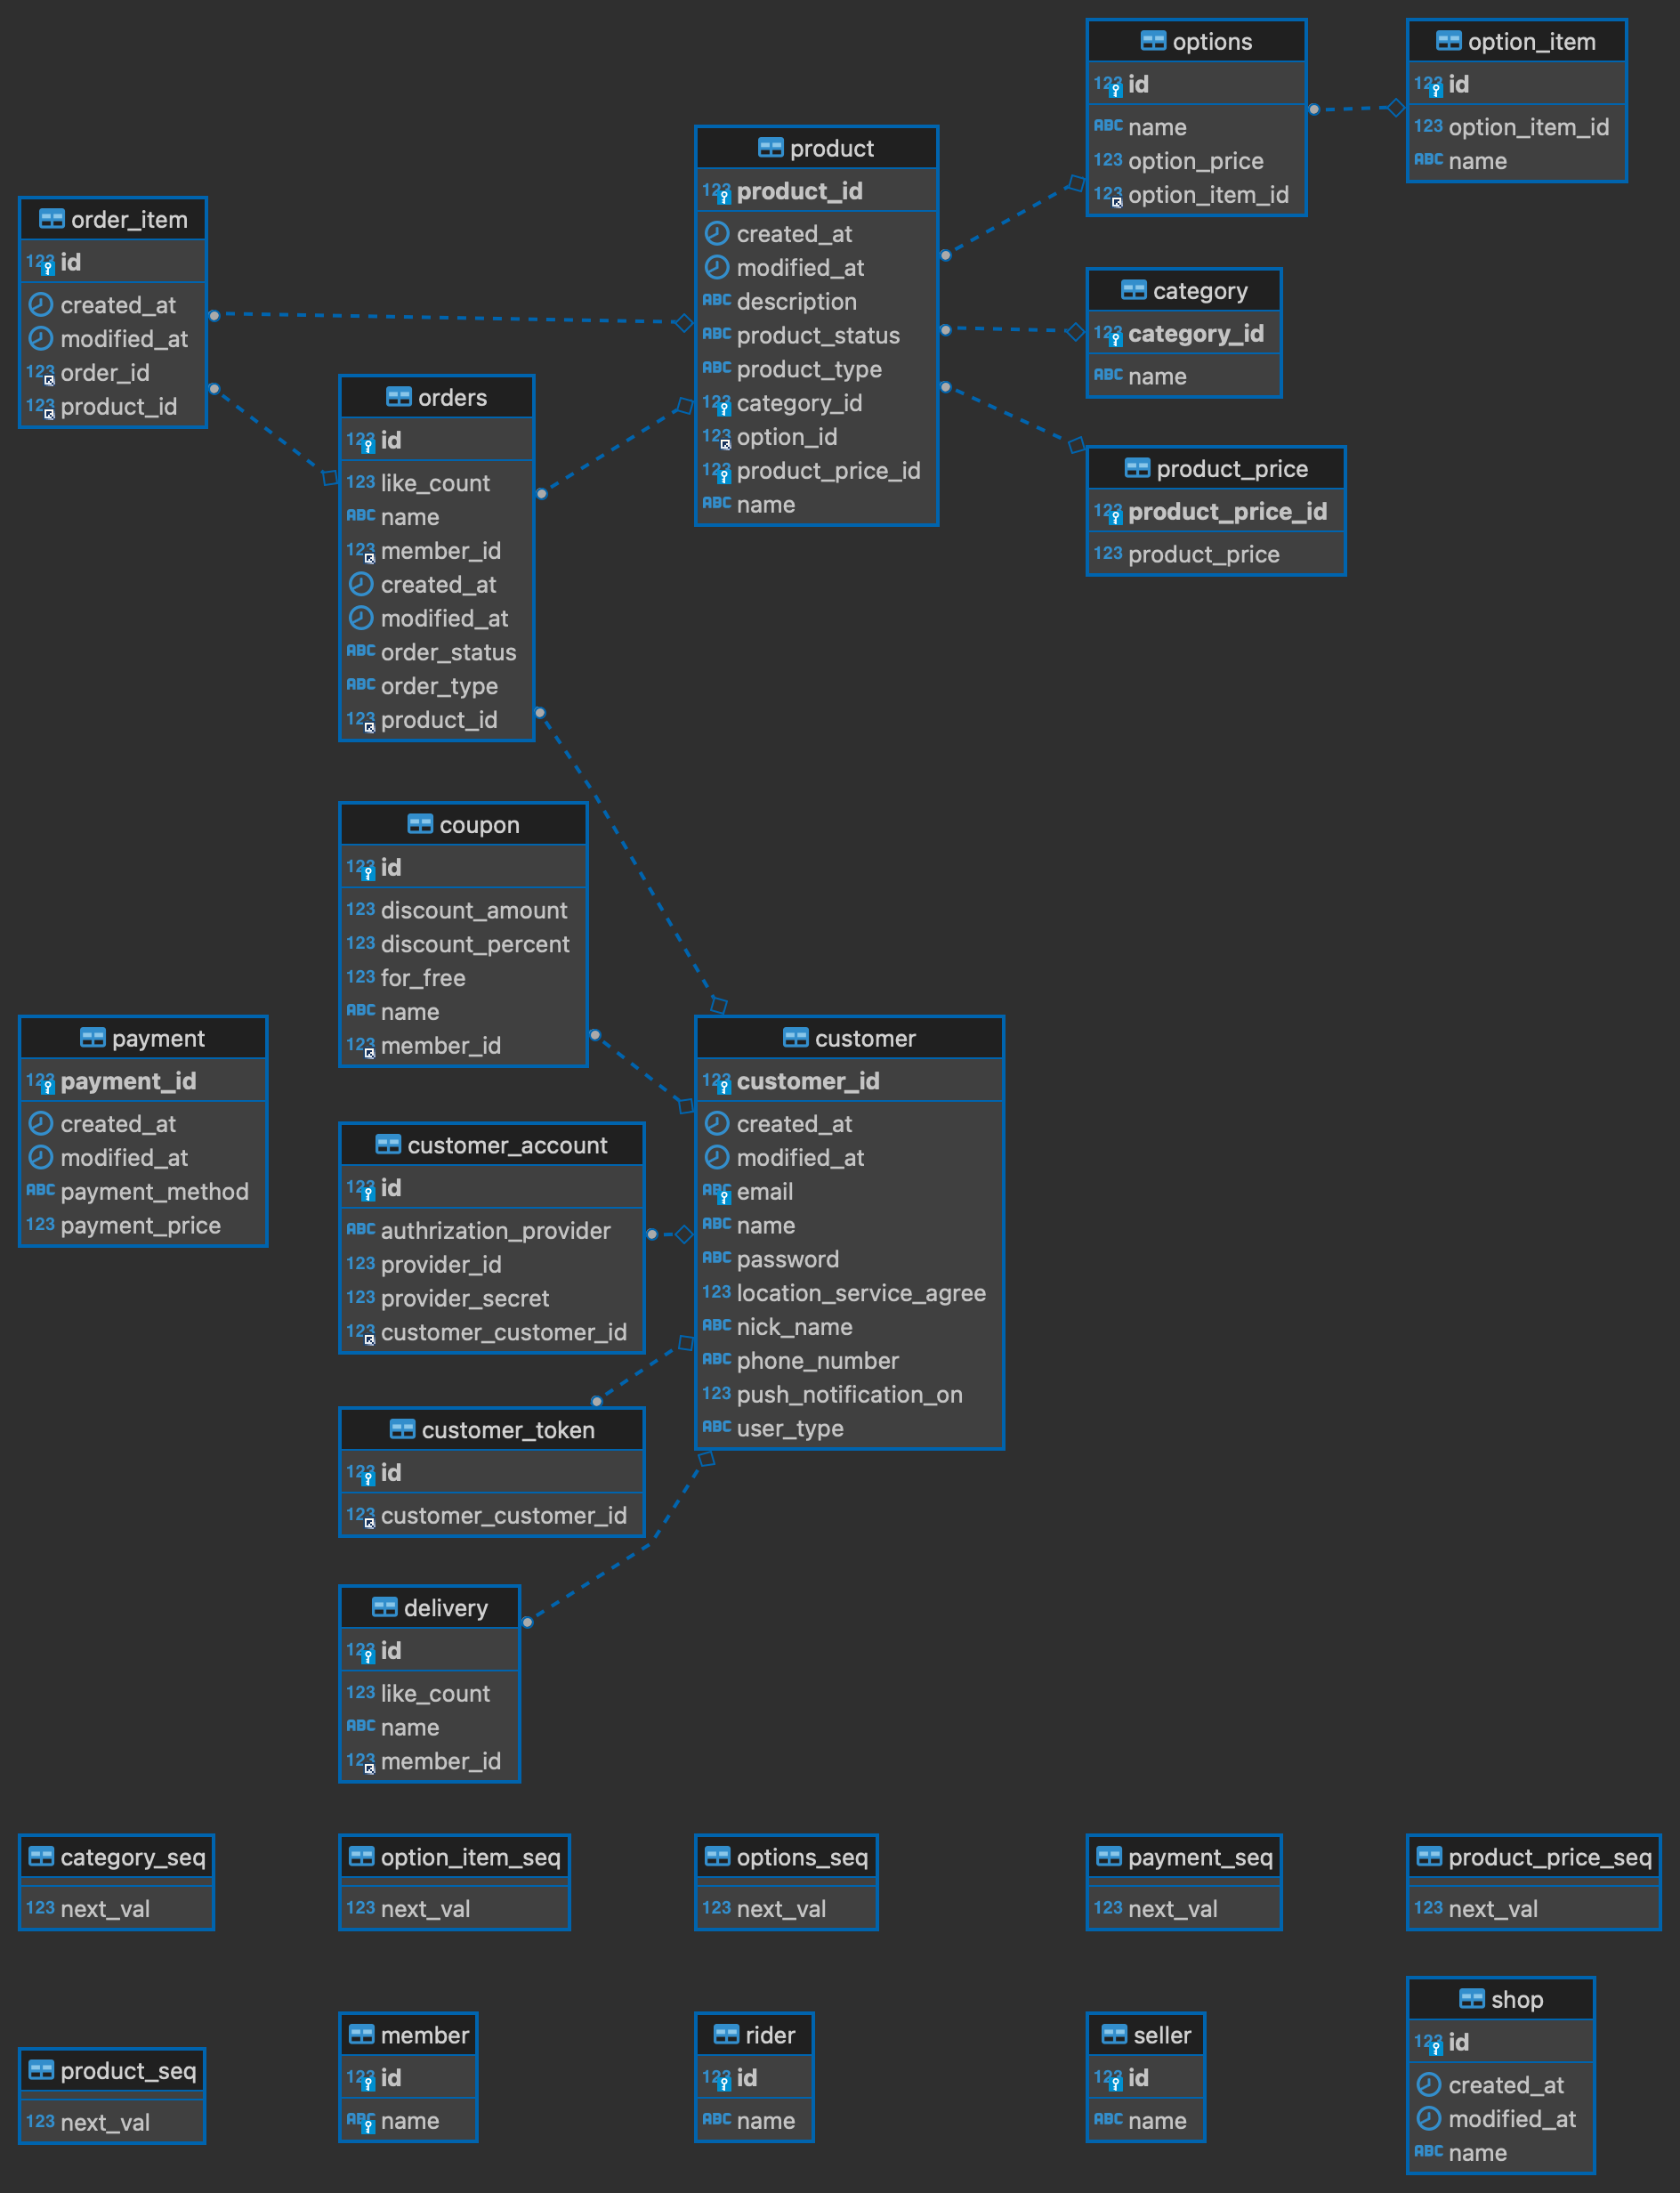 options
123 id
ABC name
123 option_price
123 option_item_id
option_item
123 id
123 option_item_id
ABC name
product
123 product_id
created_at
modified_at
ABC description
ABC product_status
ABC product_type
123 category_id
123 option_id
123 product_price_id
ABC name
order_item
123 id
created_at
modified_at
123 order_id
123 product_id
category
123 category_id
ABC name
orders
123 id
123 like_count
ABC name
123 member_id
created_at
modified_at
ABC order_status
ABC order_type
123 product_id
product_price
123 product_price_id
123 product_price
coupon
123 id
123 discount_amount
123 discount_percent
123 for_free
ABC name
123 member_id
payment
123 payment_id
created_at
modified_at
ABC payment_method
123 payment_price
customer
123 customer_id
created_at
modified_at
ABC email
ABC name
ABC password
123 location_service_agree
ABC nick_name
ABC phone_number
123 push_notification_on
ABC user_type
customer_account
123 id
ABC authrization_provider
123 provider_id
123 provider_secret
123 customer_customer_id
customer_token
123 id
123 customer_customer_id
delivery
123 id
123 like_count
ABC name
123 member_id
category_seq
123 next_val
option_item_seq
123 next_val
options_seq
123 next_val
payment_seq
123 next_val
product_price_seq
123 next_val
product_seq
123 next_val
member
123 id
ABC name
rider
123 id
ABC name
seller
123 id
ABC name
shop
123 id
created_at
modified_at
ABC name